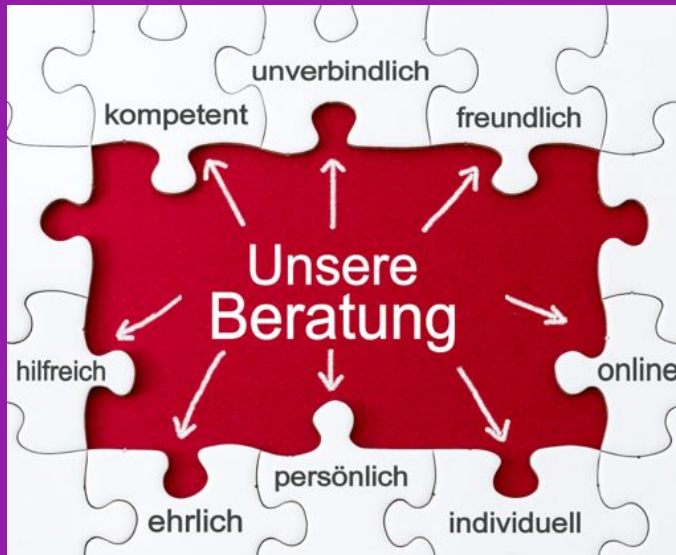 unverbindlich
kompetent
freundlich
Unsere
Beratung
hilfreich
online
persönlich
ehrlich
individuell